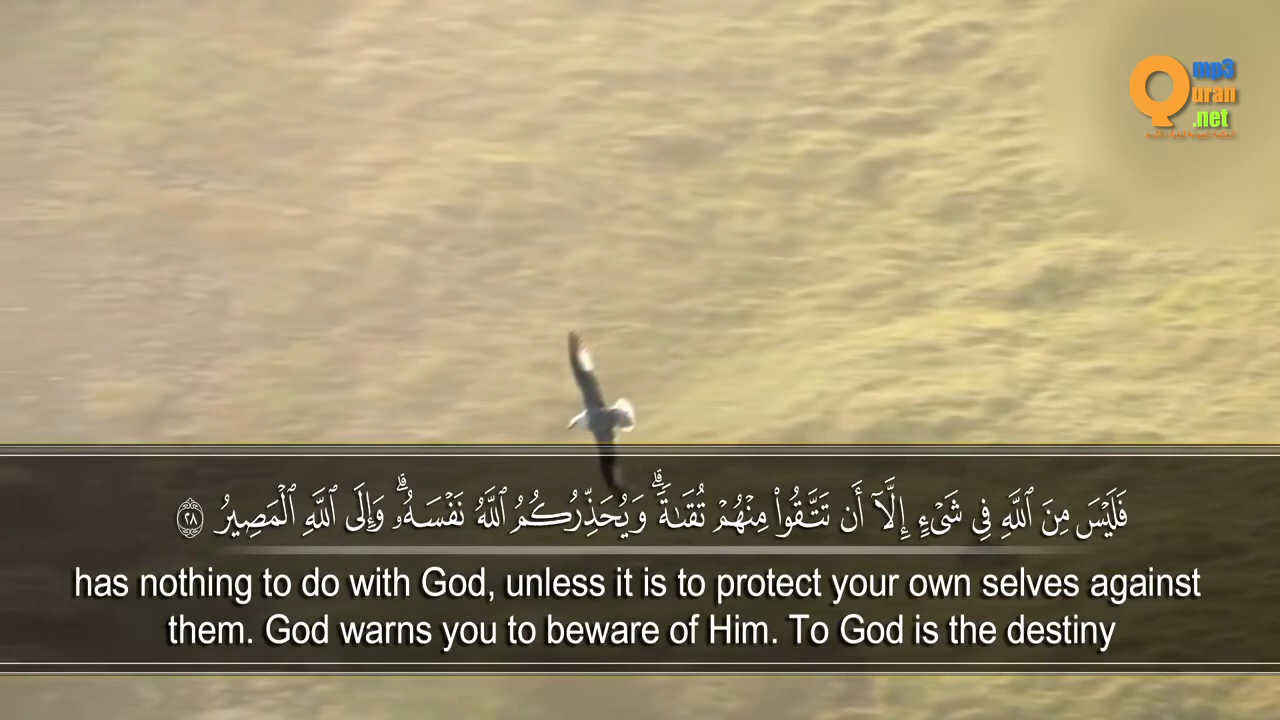 mp3
Quran
.net
فَلَيْسَ مِنَ ٱللَّهِ فِي شَيْءٍ إِلَّآ أَن تَتَّقُوا۟ مِنْهُمْ تُقَىٰةً ۗ وَيُحَذِّرُكُمُ ٱللَّهُ نَفْسَهُۥ ۗ وَإِلَى ٱللَّهِ ٱلْمَصِيرُ ٢٨
has nothing to do with God, unless it is to protect your own selves against
them. God warns you to beware of Him. To God is the destiny